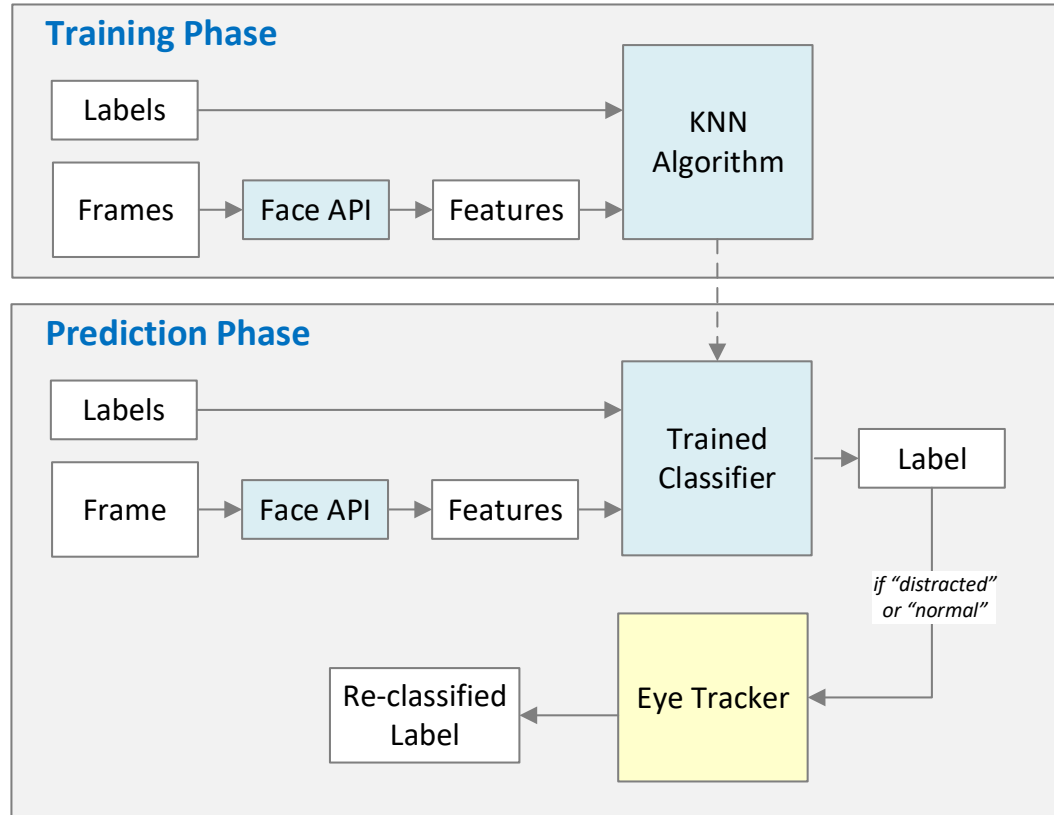 Training Phase
Labels
KNN
Algorithm
Frames
Face API
Features
Prediction Phase
Labels
Trained
Classifier
Label
Frame
Face API
Features
if “distracted”
or “normal”
Re-classified
Label
Eye Tracker